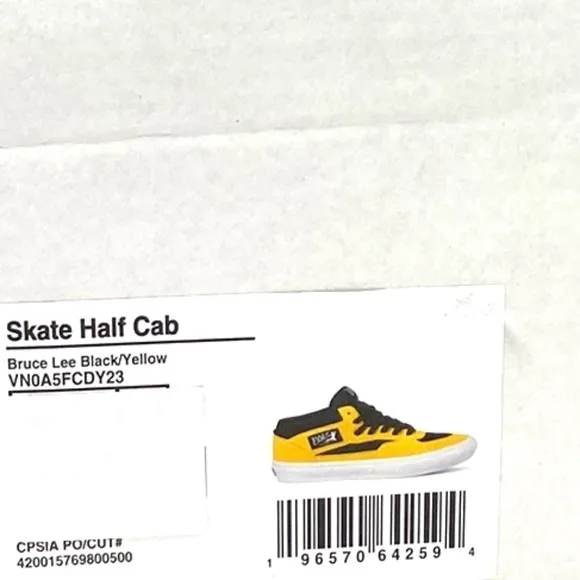 Skate Half Cab
Bruce Lee Black/Yellow
VN0A5FCDY23
CPSIA PO/CUT#
420015769800500
1 96570 64259 4